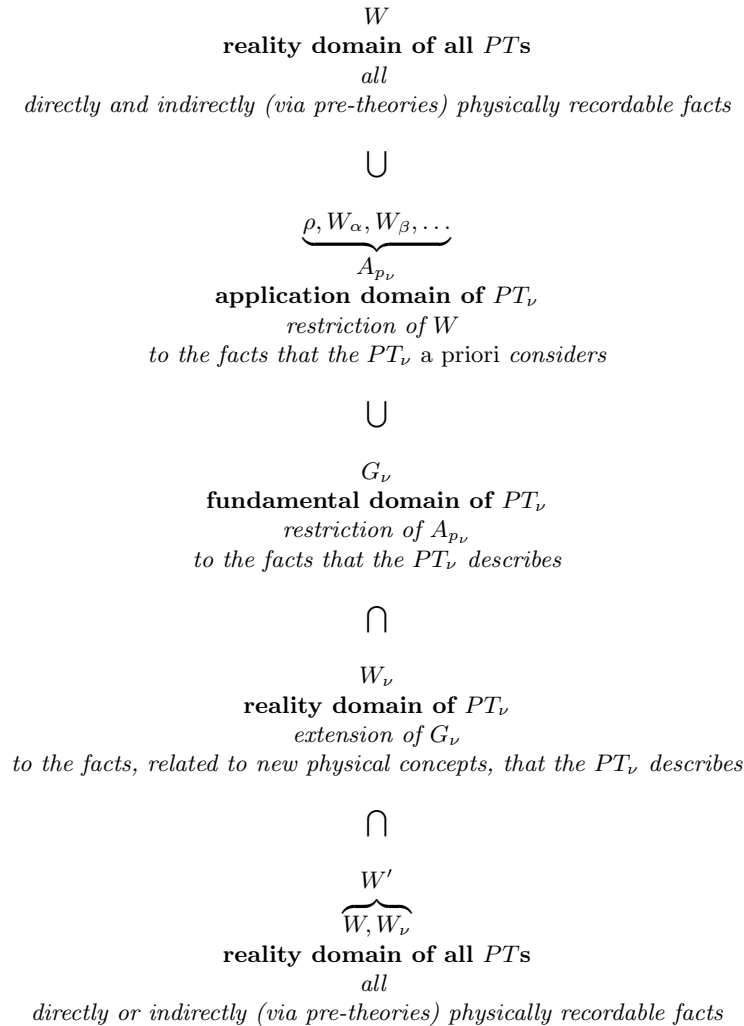 W
reality domain of all PTs
all
directly and indirectly (via pre-theories) physically recordable facts
∪
ρ, W_α, W_β, …
A_{p_ν}
application domain of PT_ν
restriction of W
to the facts that the PT_ν a priori considers
∪
G_ν
fundamental domain of PT_ν
restriction of A_{p_ν}
to the facts that the PT_ν describes
∩
W_ν
reality domain of PT_ν
extension of G_ν
to the facts, related to new physical concepts, that the PT_ν describes
∩
W′
W, W_ν
reality domain of all PTs
all
directly or indirectly (via pre-theories) physically recordable facts